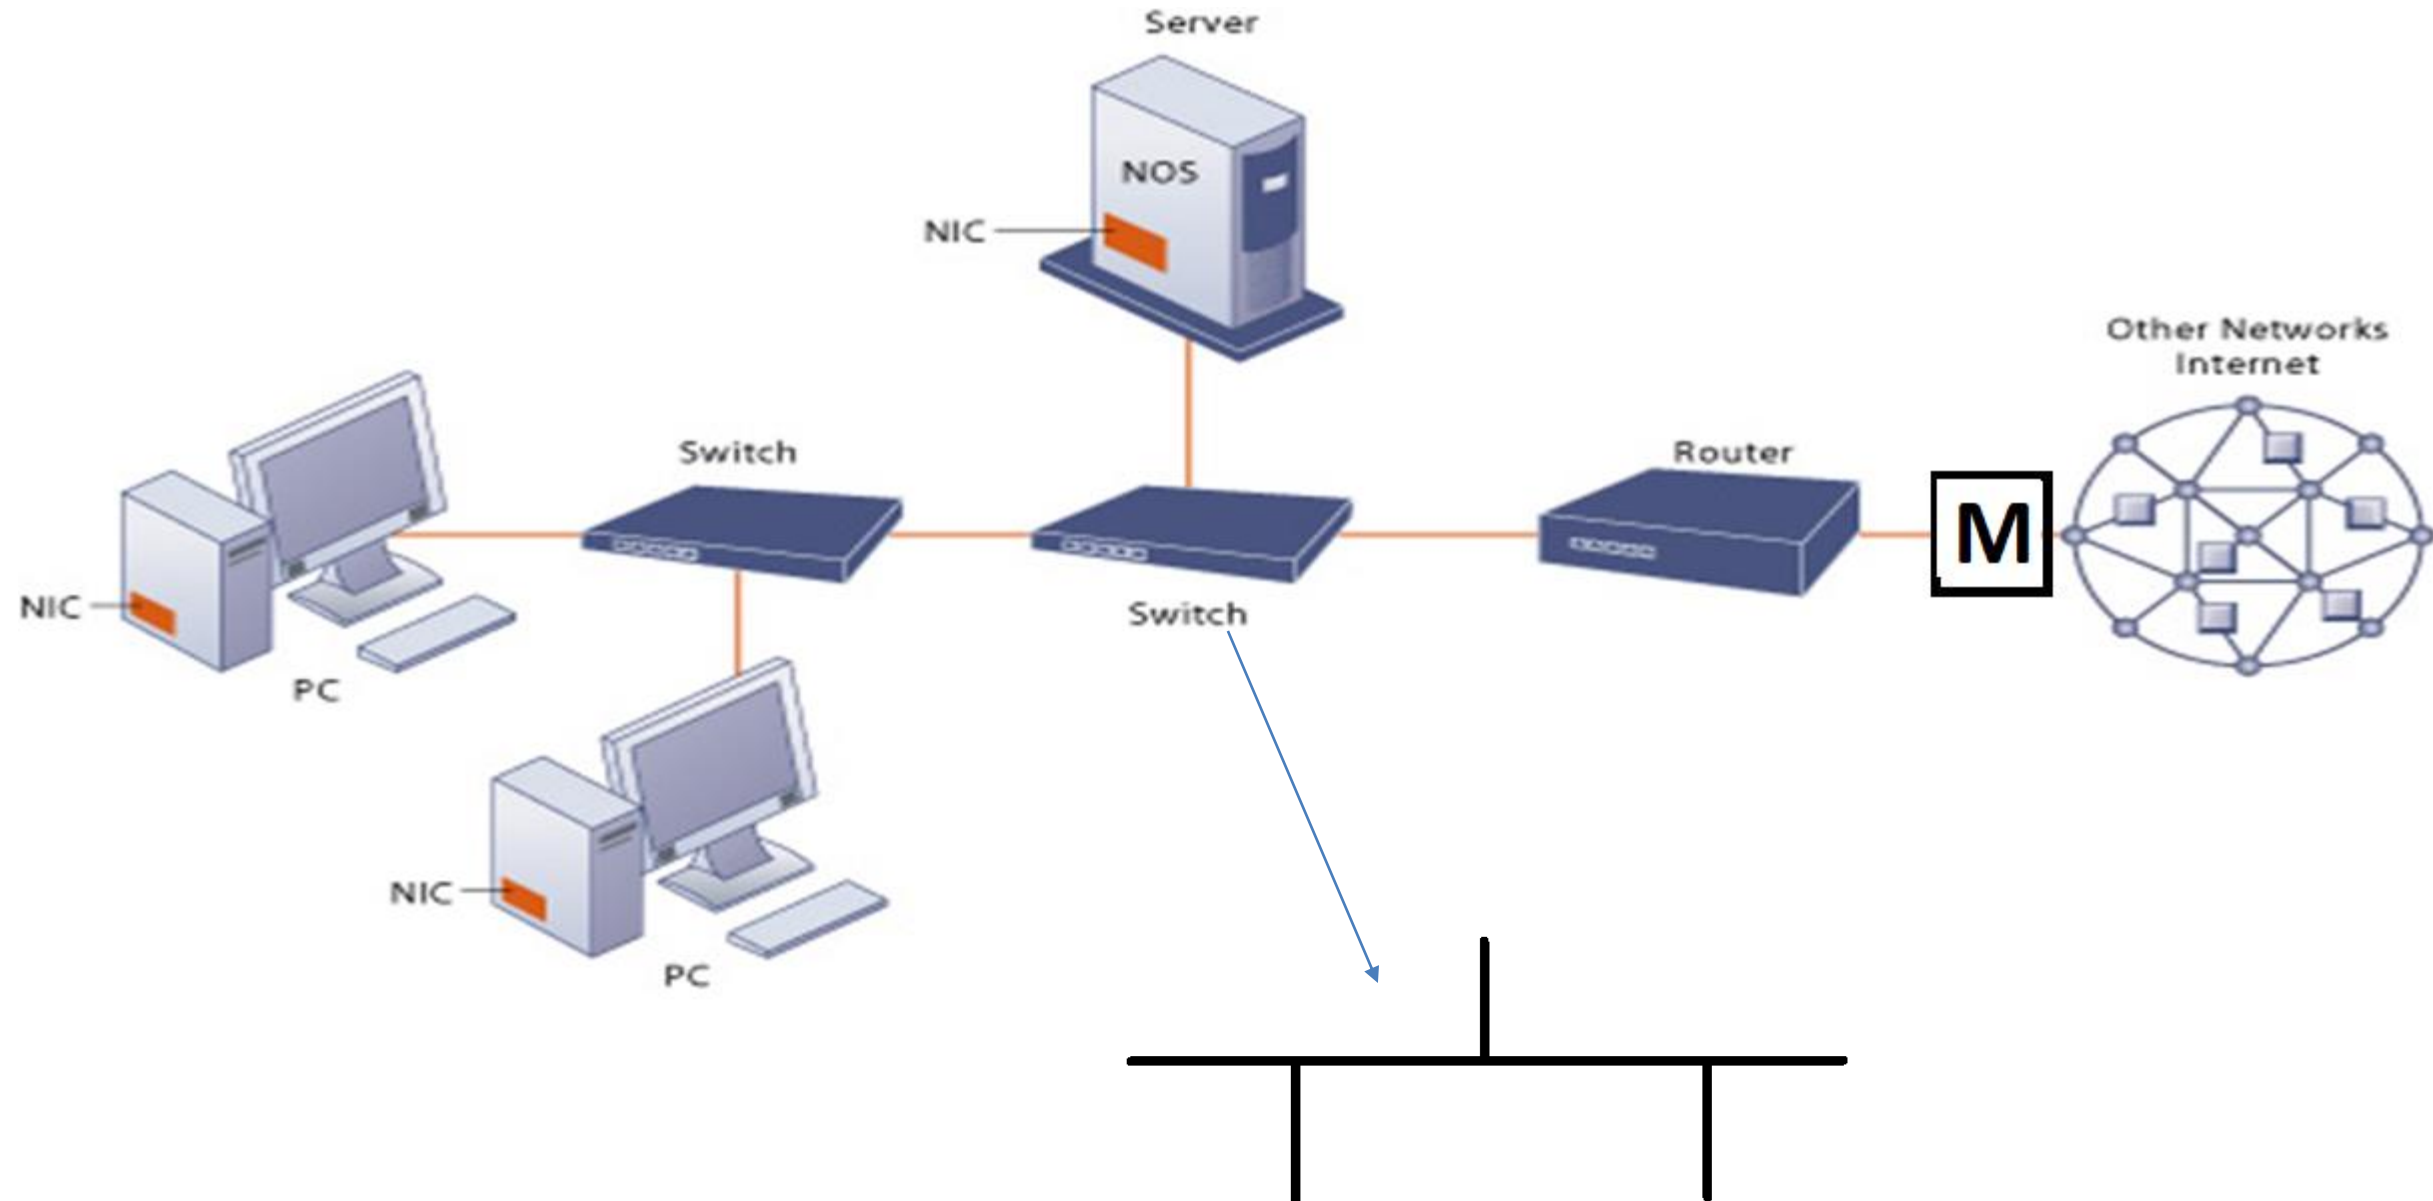 Server
NOS
NIC
Other Networks
Internet
Switch
Router
M
NIC
Switch
PC
NIC
PC